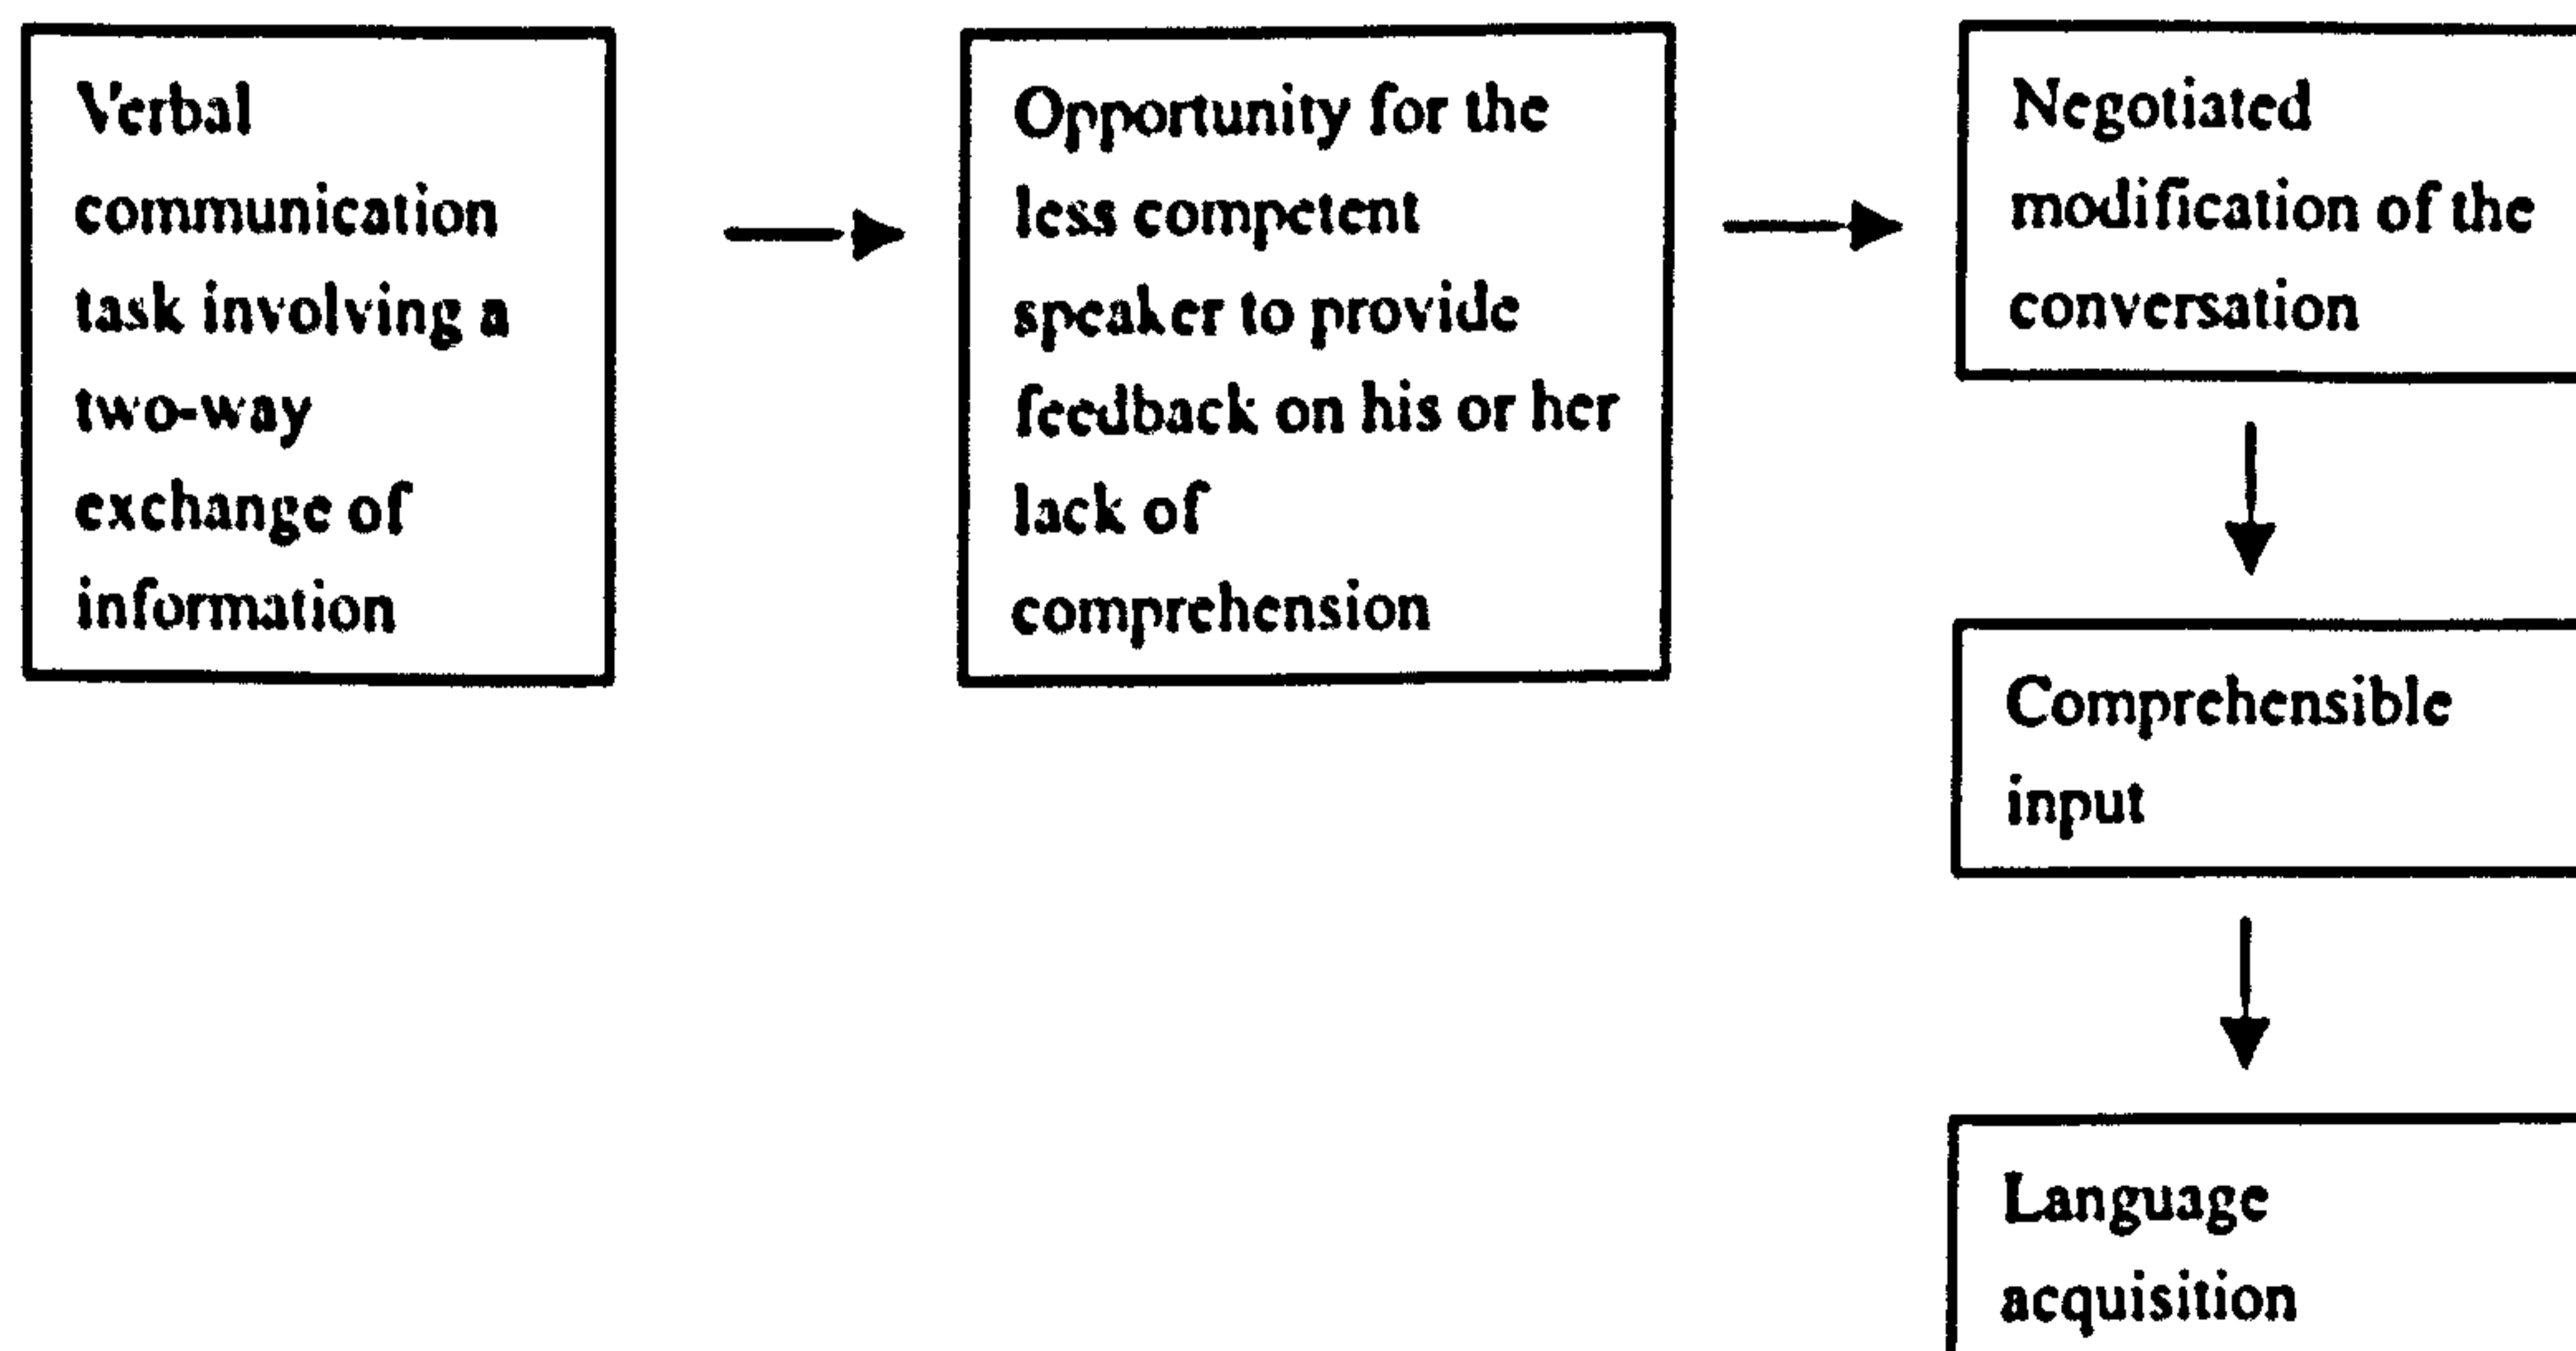 Verbal
communication
task involving a
two-way
exchange of
information
Opportunity for the
less competent
speaker to provide
feedback on his or her
lack of
comprehension
Negotiated
modification of the
conversation
Comprehensible
input
Language
acquisition